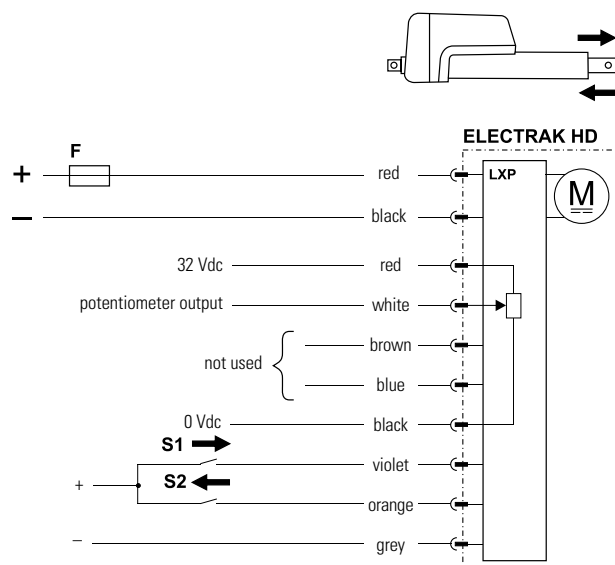 ELECTRAK HD
F
+ red LXP
M
− black
32 Vdc red
potentiometer output white
brown
not used
blue
0 Vdc black
S1
violet
S2
+
orange
− grey